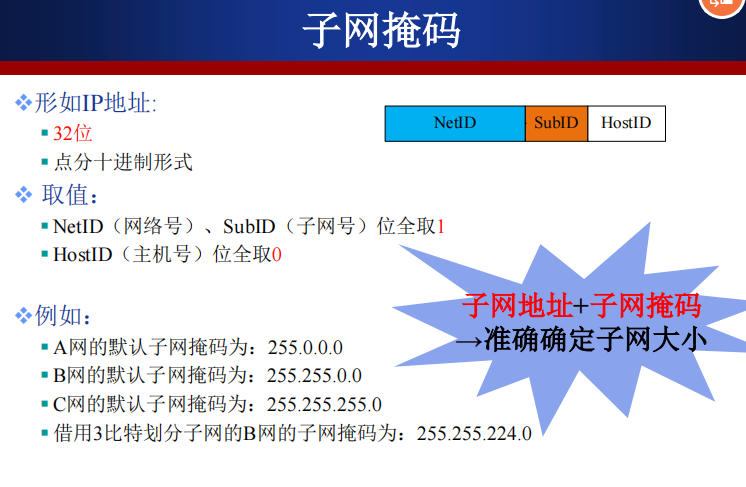 子网掩码
形如IP地址:
32位
点分十进制形式
NetID
SubID
HostID
取值：
NetID（网络号）、SubID（子网号）位全取1
HostID（主机号）位全取0
子网地址+子网掩码
→准确确定子网大小
例如：
A网的默认子网掩码为：255.0.0.0
B网的默认子网掩码为：255.255.0.0
C网的默认子网掩码为：255.255.255.0
借用3比特划分子网的B网的子网掩码为：255.255.224.0